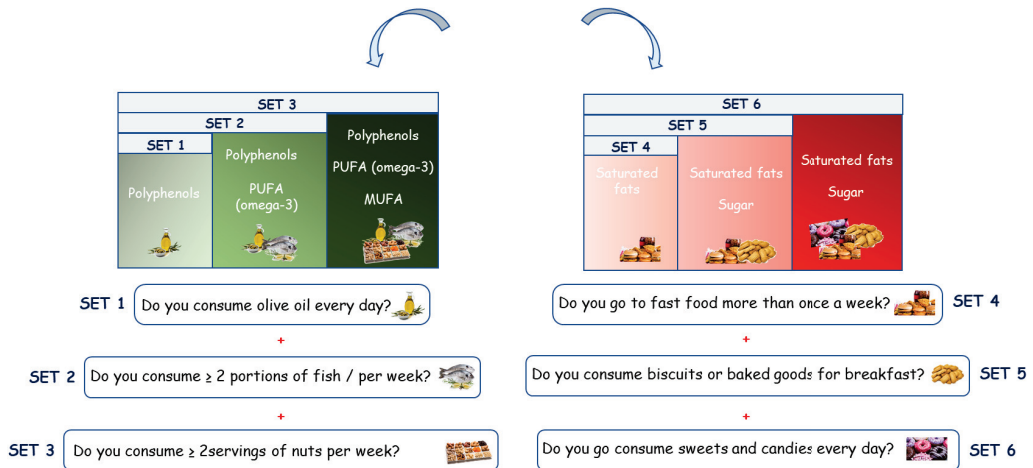 SET 3
SET 2
SET 1
Polyphenols
Polyphenols
PUFA
(omega-3)
Polyphenols
PUFA (omega-3)
MUFA
SET 6
SET 5
SET 4
Saturated
fats
Saturated fats
Sugar
Saturated fats
Sugar
SET 1 Do you consume olive oil every day?
+
SET 2 Do you consume ≥ 2 portions of fish / per week?
+
SET 3 Do you consume ≥ 2servings of nuts per week?
Do you go to fast food more than once a week? SET 4
+
Do you consume biscuits or baked goods for breakfast? SET 5
+
Do you go consume sweets and candies every day? SET 6